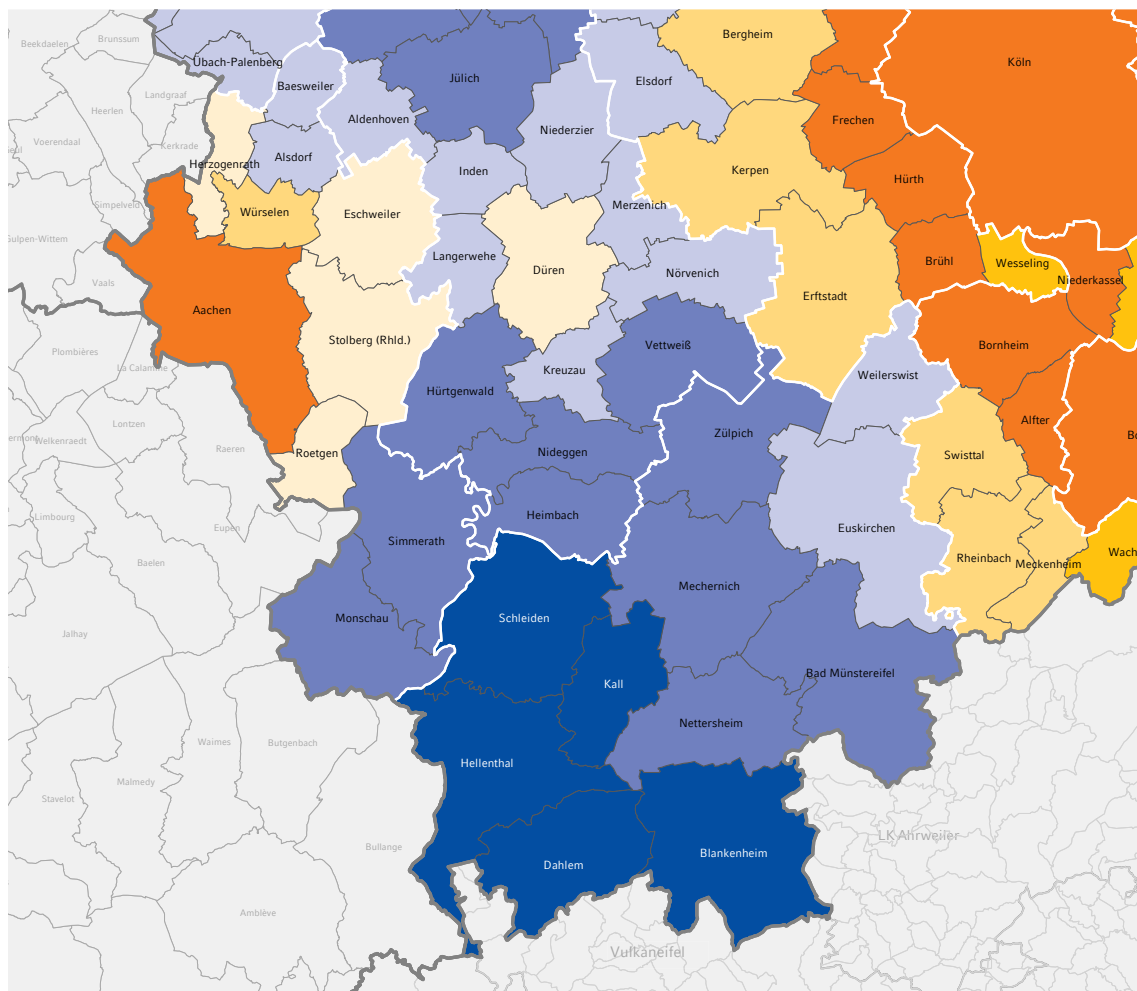 Bergheim
Beekdaelen
Brunssum
Köln
Übach-Palenberg
Jülich
Baesweiler
Elsdorf
Landgraaf
Heerlen
Aldenhoven
Frechen
Niederzier
Voerendaal
Kerkrade
Alsdorf
Herzogenrath
Inden
Kerpen
Hürth
Simpelveld
Merzenich
Würselen
Eschweiler
Gulpen-Wittem
Langerwehe
Düren
Nörvenich
Brühl
Wesseling
Niederkassel
Vaals
Erftstadt
Aachen
Stolberg (Rhld.)
Vettweiß
Bornheim
Plombières
La Calamine
Kreuzau
Weilerswist
Hürtgenwald
Alfter
Lontzen
Zülpich
Welkenraedt
Raeren
Roetgen
Nideggen
Swisttal
Limbourg
Heimbach
Eupen
Euskirchen
Simmerath
Wach
Baelen
Rheinbach
Meckenheim
Mechernich
Schleiden
Monschau
Jalhay
Bad Münstereifel
Kall
Nettersheim
Waimes
Butgenbach
Hellenthal
Malmedy
Stavelot
LK Ahrweiler
Bullange
Blankenheim
Dahlem
Amblève
Vulkaneifel